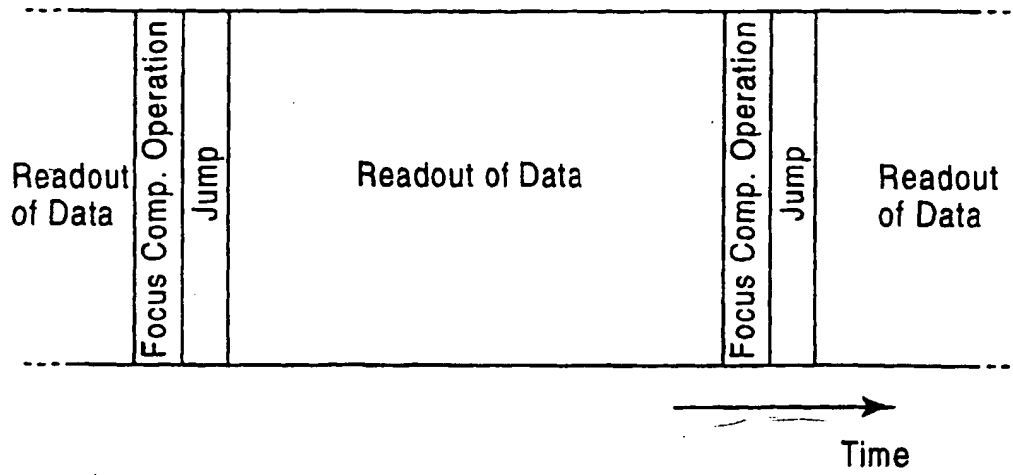 Readout
of Data
Focus Comp. Operation
Jump
Readout of Data
Focus Comp. Operation
Jump
Readout
of Data
Time